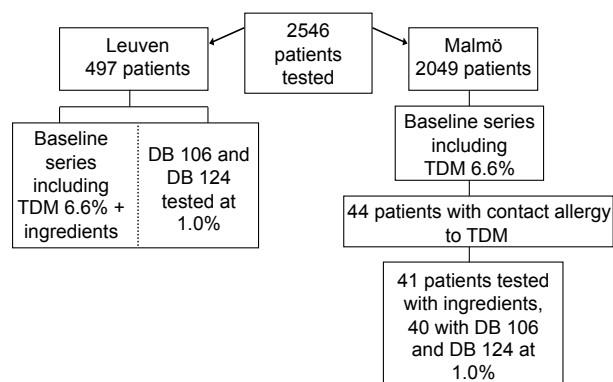 2546
patients
tested
Leuven
497 patients
Malmö
2049 patients
Baseline
series
including
TDM 6.6% +
ingredients
DB 106 and
DB 124
tested at
1.0%
Baseline series
including
TDM 6.6%
44 patients with contact allergy
to TDM
41 patients tested
with ingredients,
40 with DB 106
and DB 124 at
1.0%